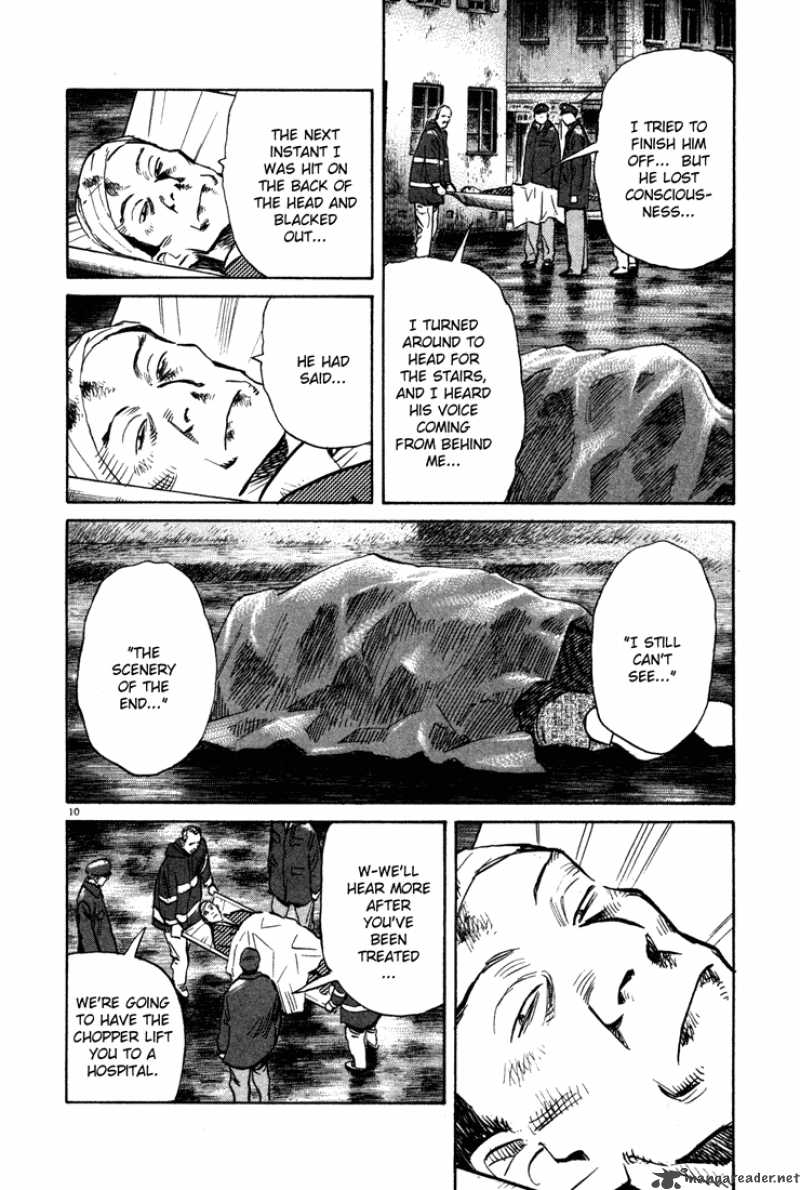 I TRIED TO
FINISH HIM
OFF... BUT
HE LOST
CONSCIOUS-
NESS...
I TURNED
AROUND TO
HEAD FOR
THE STAIRS,
AND I HEARD
HIS VOICE
COMING
FROM BEHIND
ME...
THE NEXT
INSTANT I
WAS HIT ON
THE BACK OF
THE HEAD AND
BLACKED
OUT...
HE HAD
SAID...
"I STILL
CAN'T
SEE..."
"THE
SCENERY
OF THE
END..."
10
W-WE'LL
HEAR MORE
AFTER
YOU'VE
BEEN
TREATED
...
WE'RE GOING
TO HAVE THE
CHOPPER LIFT
YOU TO A
HOSPITAL.
mangareader.net